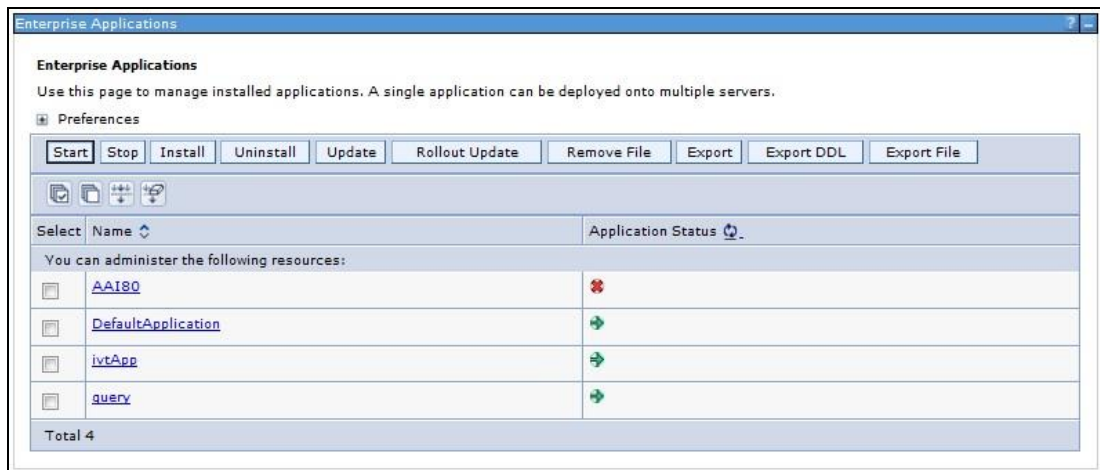 Enterprise Applications ? -
Enterprise Applications
Use this page to manage installed applications. A single application can be deployed onto multiple servers.
Preferences
Start Stop Install Uninstall Update Rollout Update Remove File Export Export DDL Export File
Select Name Application Status
You can administer the following resources:
AAI80
DefaultApplication
ivtApp
query
Total 4